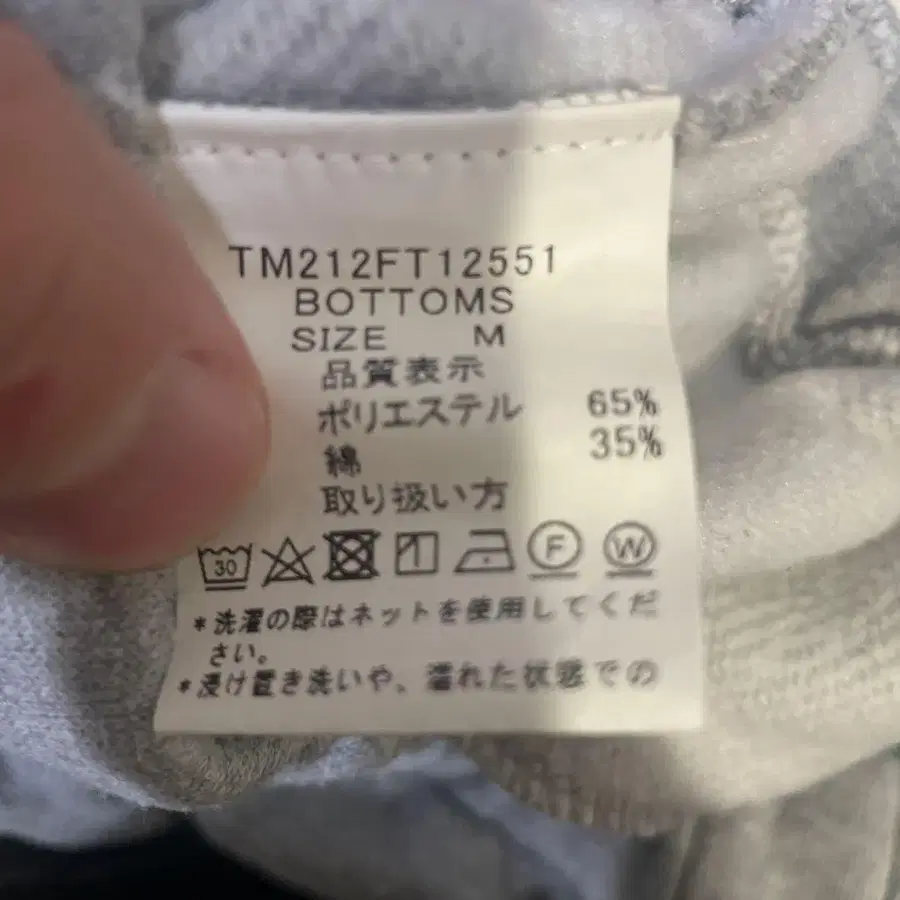 TM212FT12551
BOTTOMS
SIZE M
品質表示
ポリエステル 65%
綿 35%
取り扱い方
30 F W
*洗濯の際はネットを使用してくだ
さい。
*浸け置き洗いや、濡れた状態での